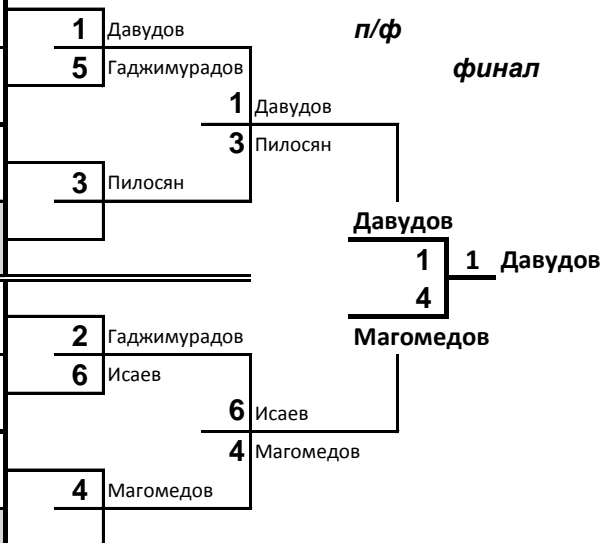 1 Давудов
п/ф
5 Гаджимурадов
финал
1 Давудов
3 Пилосян
3 Пилосян
Давудов
1
1 Давудов
4
Магомедов
2 Гаджимурадов
6 Исаев
6 Исаев
4 Магомедов
4 Магомедов